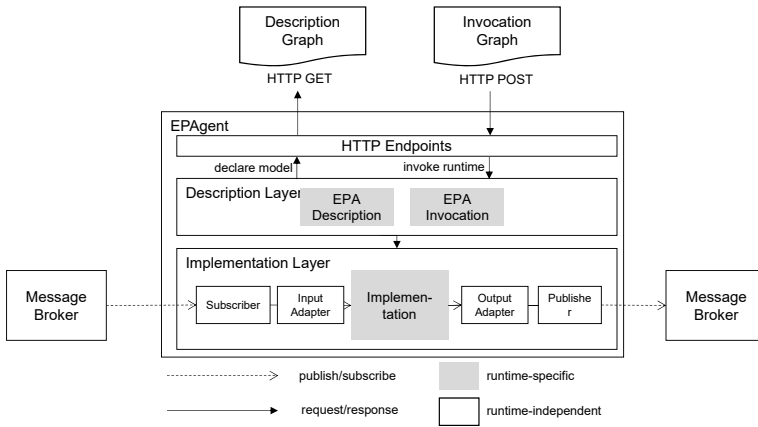 Description
Graph
Invocation
Graph
HTTP GET
HTTP POST
EPAgent
HTTP Endpoints
declare model
invoke runtime
Description Layer
EPA
Description
EPA
Invocation
Implementation Layer
Message
Broker
Subscriber
Input
Adapter
Implemen-
tation
Output
Adapter
Publishe
r
Message
Broker
publish/subscribe
runtime-specific
request/response
runtime-independent